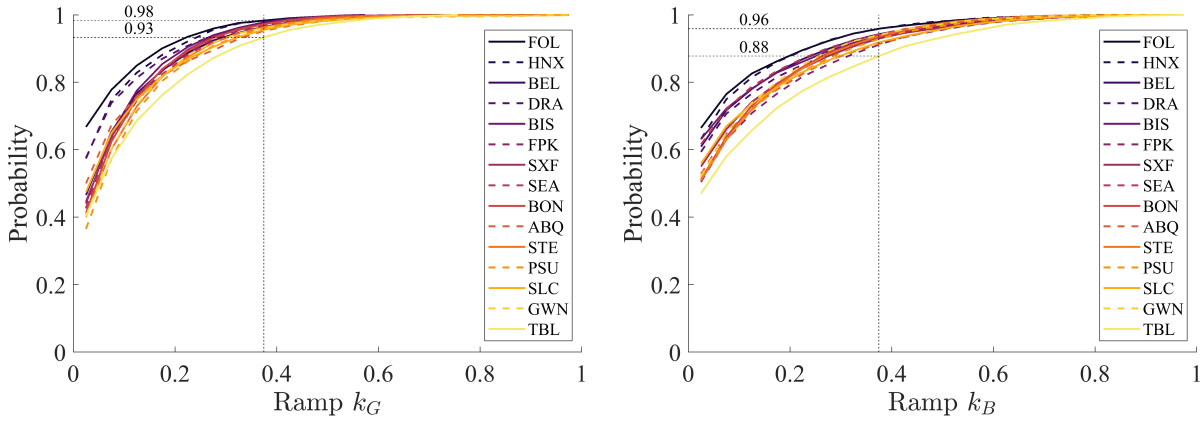 0.98
0.93
1
0.8
0.6
0.4
0.2
0
Probability
0 0.2 0.4 0.6 0.8 1
Ramp k_G
FOL
HNX
BEL
DRA
BIS
FPK
SXF
SEA
BON
ABQ
STE
PSU
SLC
GWN
TBL
0.96
0.88
1
0.8
0.6
0.4
0.2
0
Probability
0 0.2 0.4 0.6 0.8 1
Ramp k_B
FOL
HNX
BEL
DRA
BIS
FPK
SXF
SEA
BON
ABQ
STE
PSU
SLC
GWN
TBL